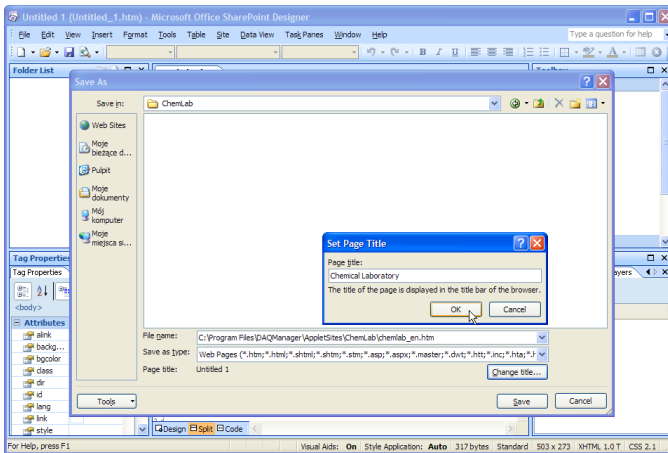 Untitled 1 (Untitled_1.htm) - Microsoft Office SharePoint Designer
File Edit View Insert Format Tools Table Site Data View Task Panes Window Help
Type a question for help
Folder List
Save As
Save in:
ChemLab
Web Sites
Moje
bieżące d...
Pulpit
Moje
dokumenty
Mój
komputer
Moje
miejsca si...
Set Page Title
Page title:
Chemical Laboratory
The title of the page is displayed in the title bar of the browser.
OK
Cancel
Tag Properties
Tag Properties
ayers
<body>
Attributes
alink
backg...
bgcolor
class
dir
id
lang
link
style
File name:
C:\Program Files\DAQManager\AppletSites\ChemLab\chemlab_en.htm
Save as type:
Web Pages (*.htm;*.html;*.shtml;*.shtm;*.stm;*.asp;*.aspx;*.master;*.dwt;*.htt;*.inc;*.hta;*.h
Page title:
Untitled 1
Change title...
Tools
Save
Cancel
Design Split Code
For Help, press F1
Visual Aids: On Style Application: Auto 317 bytes Standard 503 x 273 XHTML 1.0 T CSS 2.1